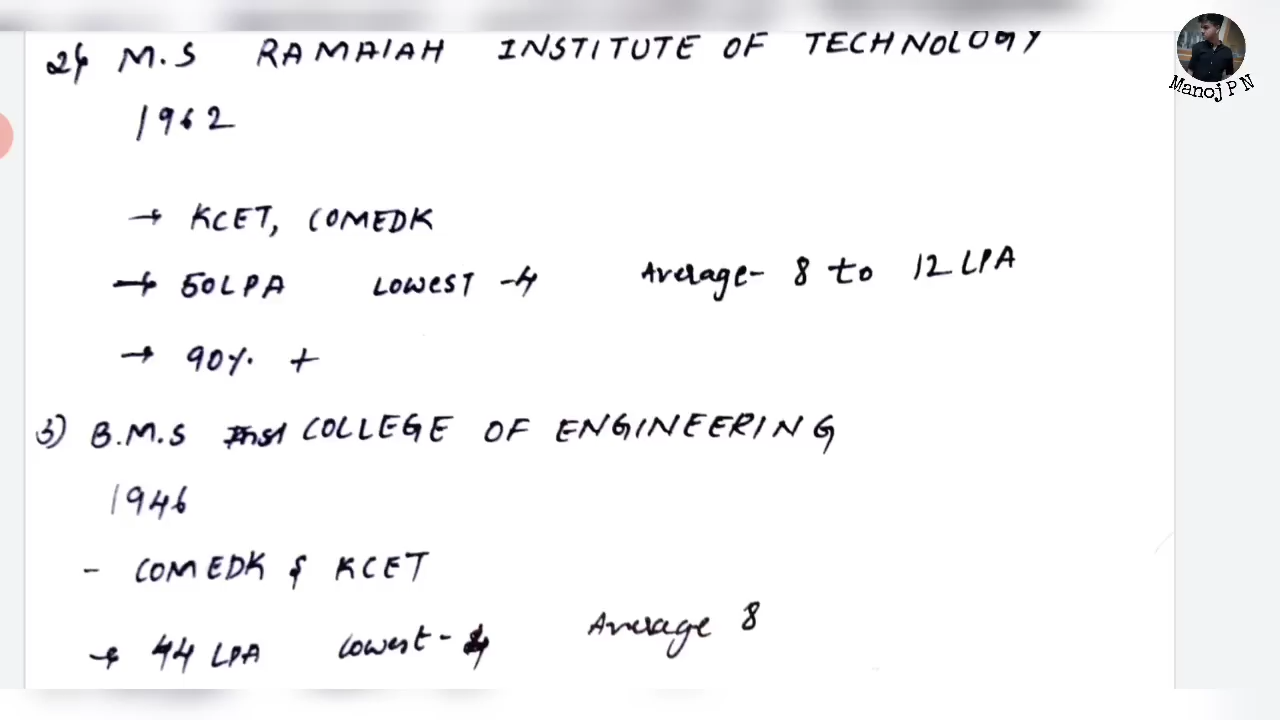 2) M.S RAMAIAH INSTITUTE OF TECHNOLOGY
Manoj P N
1962
→ KCET, COMEDK
→ 50LPA LOWEST -4 Average- 8 to 12 LPA
→ 90% +
3) B.M.S COLLEGE OF ENGINEERING
1946
- COMEDK & KCET
→ 44 LPA Lowest - 4 Average 8